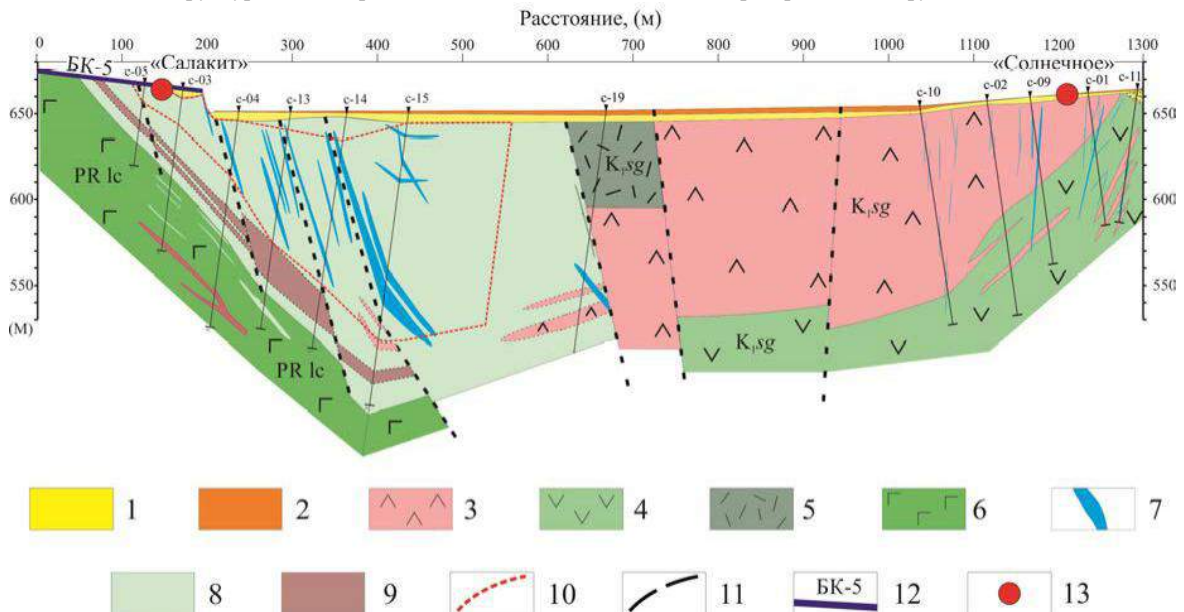 Расстояние, (м)
0 100 200 300 400 500 600 700 800 900 1000 1100 1200 1300
БК-5 «Салакит» «Солнечное»
с-05 с-03 с-04 с-13 с-14 с-15 с-19 с-10 с-02 с-09 с-01 с-11
650 650
K₁sg
PR lc 600 K₁sg 600
550 550
(М) PR lc K₁sg
1 2 3 4 5 6 7
8 9 10 11 БК-5 12 13